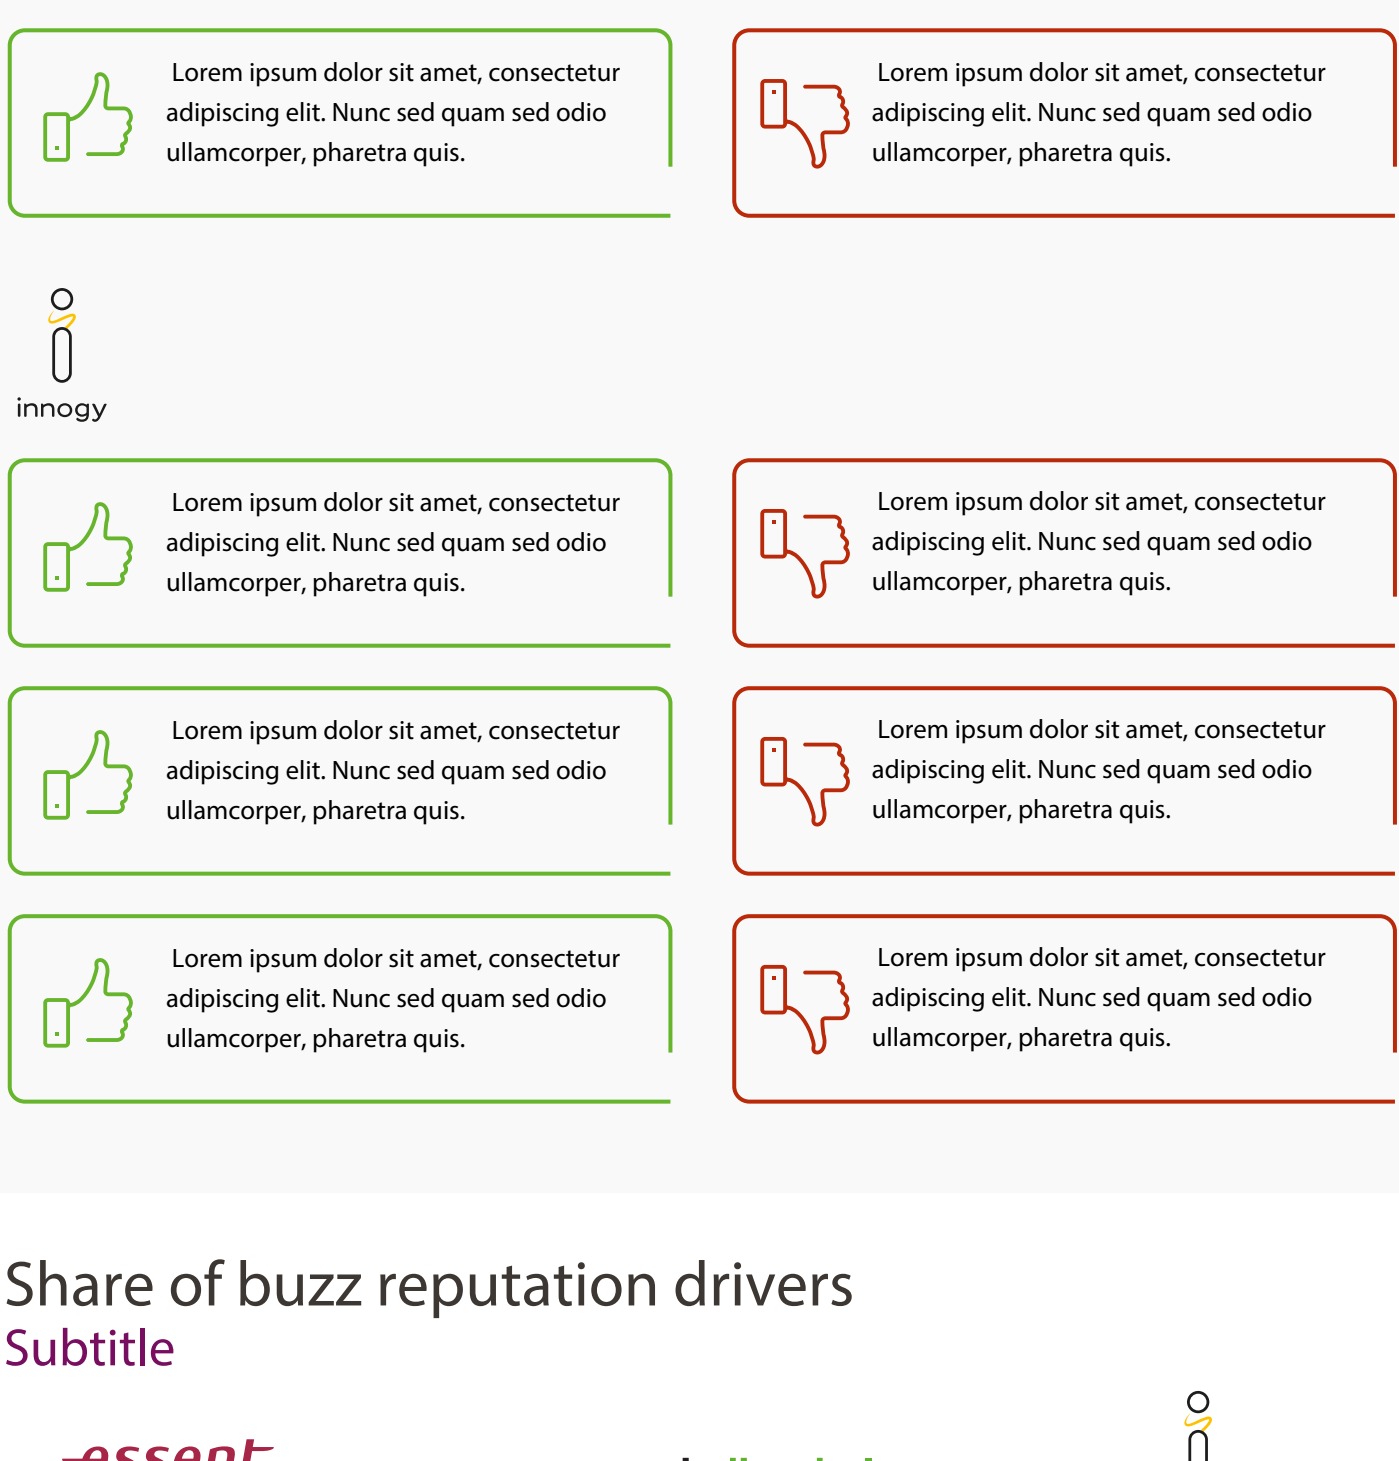 Lorem ipsum dolor sit amet, consectetur
adipiscing elit. Nunc sed quam sed odio
ullamcorper, pharetra quis.
Lorem ipsum dolor sit amet, consectetur
adipiscing elit. Nunc sed quam sed odio
ullamcorper, pharetra quis.
innogy
Lorem ipsum dolor sit amet, consectetur
adipiscing elit. Nunc sed quam sed odio
ullamcorper, pharetra quis.
Lorem ipsum dolor sit amet, consectetur
adipiscing elit. Nunc sed quam sed odio
ullamcorper, pharetra quis.
Lorem ipsum dolor sit amet, consectetur
adipiscing elit. Nunc sed quam sed odio
ullamcorper, pharetra quis.
Lorem ipsum dolor sit amet, consectetur
adipiscing elit. Nunc sed quam sed odio
ullamcorper, pharetra quis.
Lorem ipsum dolor sit amet, consectetur
adipiscing elit. Nunc sed quam sed odio
ullamcorper, pharetra quis.
Lorem ipsum dolor sit amet, consectetur
adipiscing elit. Nunc sed quam sed odio
ullamcorper, pharetra quis.
Share of buzz reputation drivers
Subtitle
essent